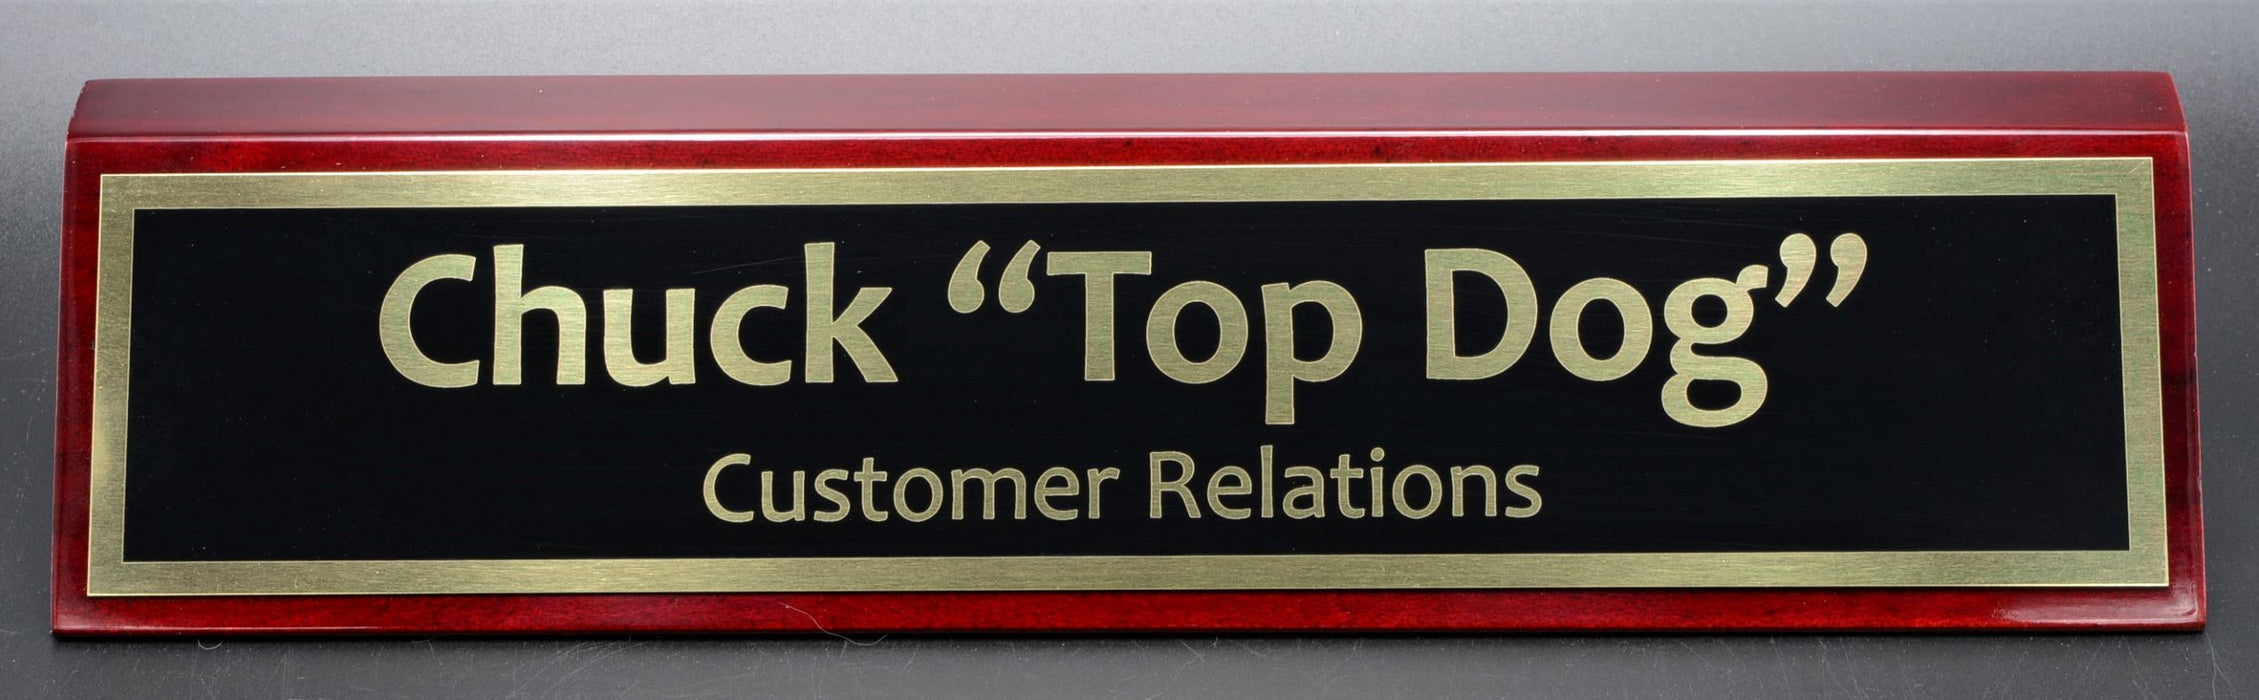 Chuck “Top Dog”
Customer Relations